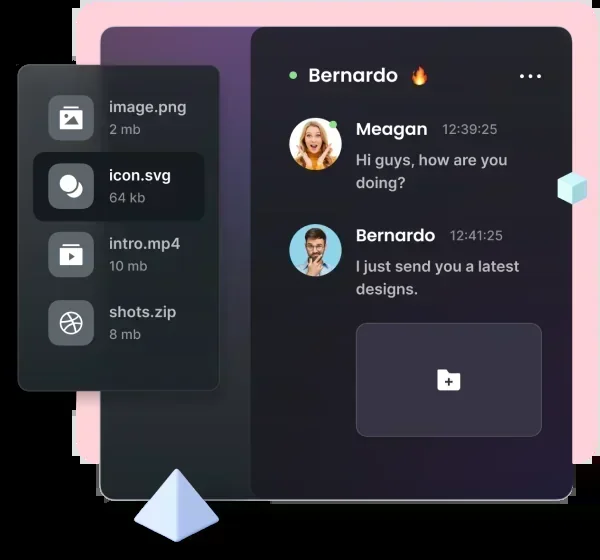 image.png
2 mb
icon.svg
64 kb
intro.mp4
10 mb
shots.zip
8 mb
Bernardo 🔥
Meagan 12:39:25
Hi guys, how are you
doing?
Bernardo 12:41:25
I just send you a latest
designs.